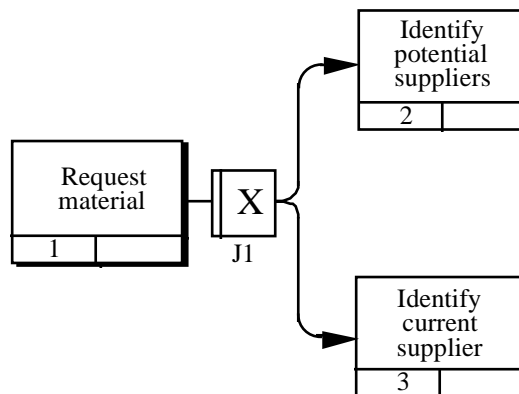 Identify
potential
suppliers
2
Request
material
1
X
J1
Identify
current
supplier
3